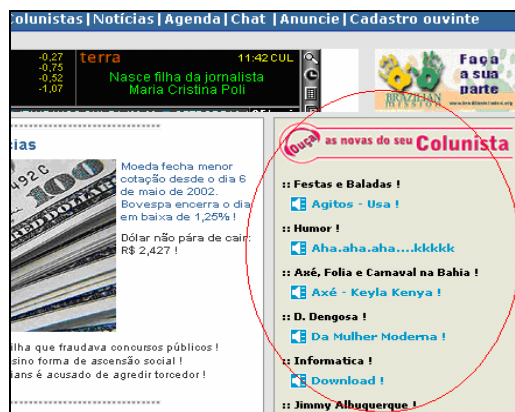 Colunistas | Notícias | Agenda | Chat | Anuncie | Cadastro ouvinte
-0,27
-0,75
-0,52
-1,07
terra 11:42 CUL
Nasce filha da jornalista
Maria Cristina Poli
Faça
a sua
parte
BRAZILIAN
MISSION
cias
Moeda fecha menor
cotação desde o dia 6
de maio de 2002.
Bovespa encerra o dia
em baixa de 1,25% !
Dólar não pára de cair:
R$ 2,427 !
ilha que fraudava concursos públicos !
sino forma de ascensão social !
ians é acusado de agredir torcedor !
Ouça as novas do seu Colunista
:: Festas e Baladas !
Agitos - Usa !
:: Humor !
Aha.aha.aha....kkkkk
:: Axé, Folia e Carnaval na Bahia !
Axé - Keyla Kenya !
:: D. Dengosa !
Da Mulher Moderna !
:: Informatica !
Download !
:: Jimmy Albuquerque !